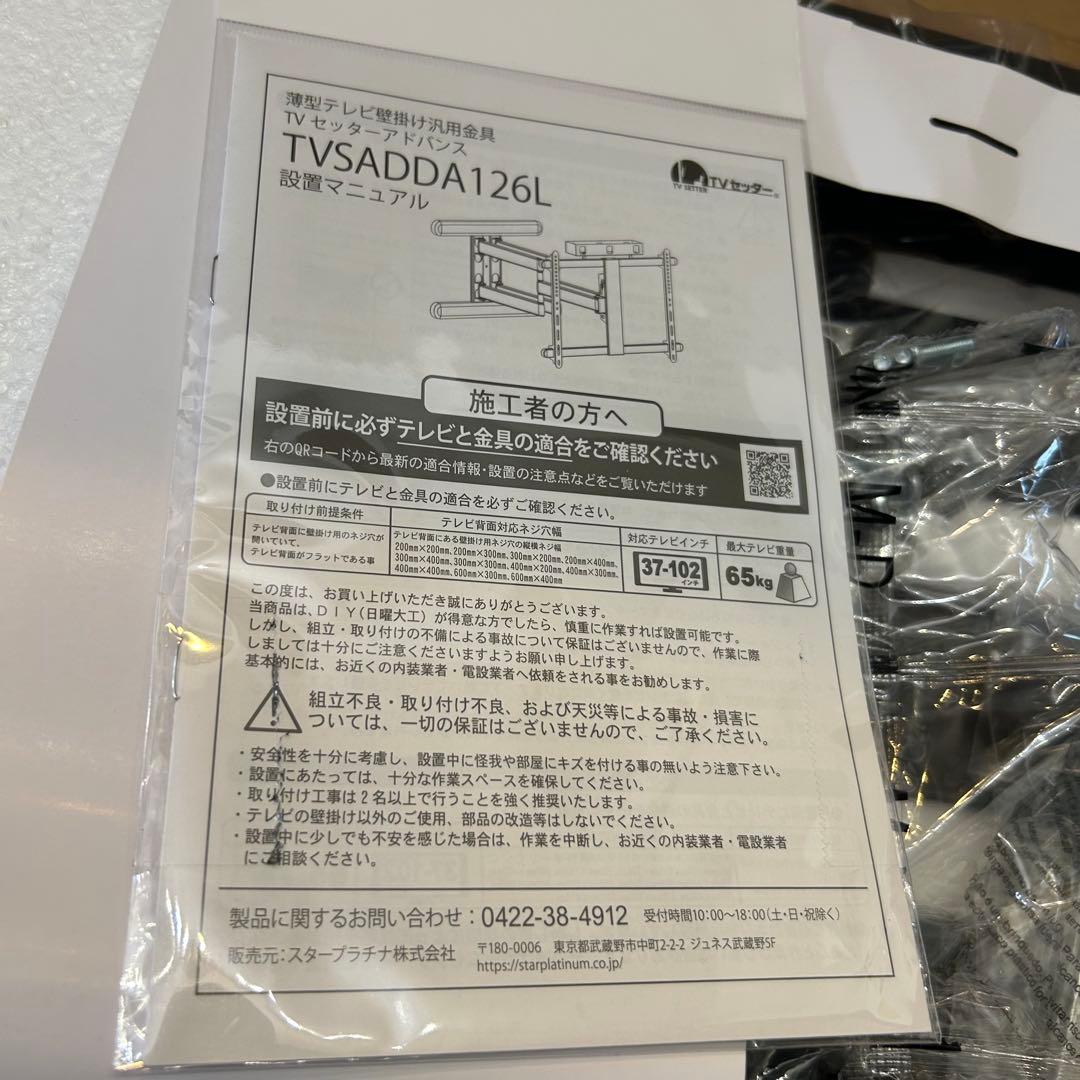 薄型テレビ壁掛け汎用金具
TVセッターアドバンス
TVSADDA126L
設置マニュアル
TV SETTER
TVセッター®
施工者の方へ
設置前に必ずテレビと金具の適合をご確認ください
右のQRコードから最新の適合情報・設置の注意点などをご覧いただけます
●設置前にテレビと金具の適合を必ずご確認ください。
取り付け前提条件
テレビ背面に壁掛け用のネジ穴が
開いていて、
テレビ背面がフラットである事
テレビ背面対応ネジ穴幅
テレビ背面にある壁掛け用ネジ穴の縦横ネジ幅
200mm×200mm、200mm×300mm、300mm×200mm、200mm×400mm、
300mm×400mm、300mm×300mm、400mm×200mm、400mm×300mm、
400mm×400mm、600mm×300mm、600mm×400mm
対応テレビインチ
37-102
インチ
最大テレビ重量
65kg
この度は、お買い上げいただき誠にありがとうございます。
当商品は、DIY(日曜大工)が得意な方でしたら、慎重に作業すれば設置可能です。
しかし、組立・取り付けの不備による事故について保証はございませんので、作業に際
しましては十分にご注意くださいますようお願い申し上げます。
基本的には、お近くの内装業者・電設業者へ依頼をされる事をお勧めします。
組立不良・取り付け不良、および天災等による事故・損害に
ついては、一切の保証はございませんので、ご了承ください。
・安全性を十分に考慮し、設置中に怪我や部屋にキズを付ける事の無いよう注意下さい。
・設置にあたっては、十分な作業スペースを確保してください。
・取り付け工事は2名以上で行うことを強く推奨いたします。
・テレビの壁掛け以外のご使用、部品の改造等はしないでください。
・設置中に少しでも不安を感じた場合は、作業を中断し、お近くの内装業者・電設業者
にご相談ください。
製品に関するお問い合わせ：0422-38-4912 受付時間10:00〜18:00(土・日・祝除く)
販売元：スタープラチナ株式会社 〒180-0006 東京都武蔵野市中町2-2-2 ジュネス武蔵野5F
https://starplatinum.co.jp/